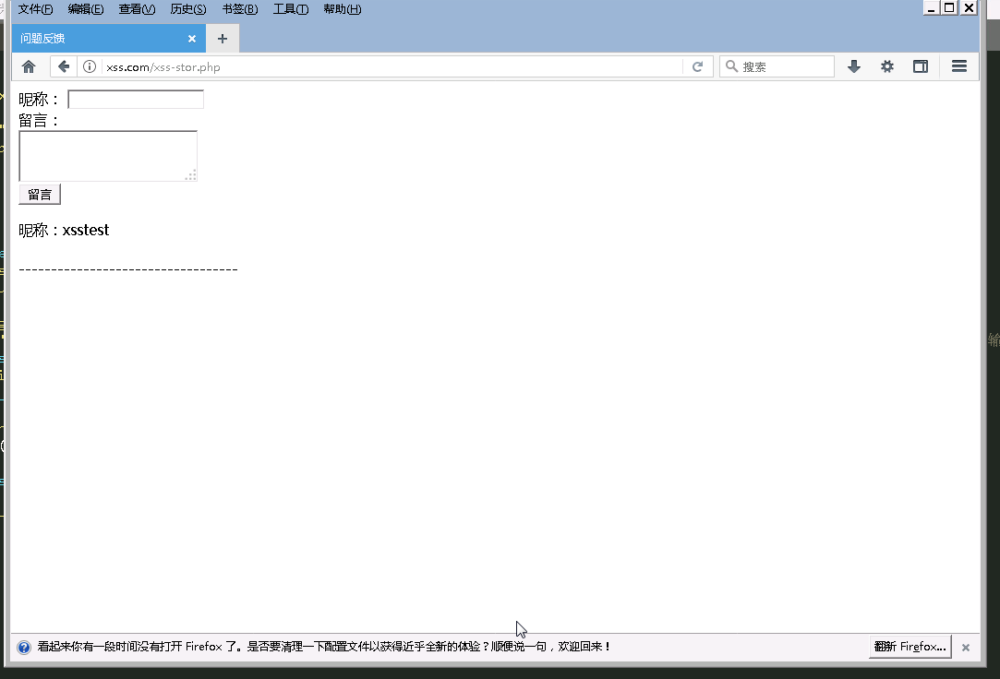 文件(F) 编辑(E) 查看(V) 历史(S) 书签(B) 工具(T) 帮助(H)
问题反馈
xss.com/xss-stor.php
搜索
昵称：
留言：
留言
昵称：xsstest
----------------------------------
看起来你有一段时间没有打开 Firefox 了。是否要清理一下配置文件以获得近乎全新的体验？顺便说一句，欢迎回来！
翻新 Firefox...
输